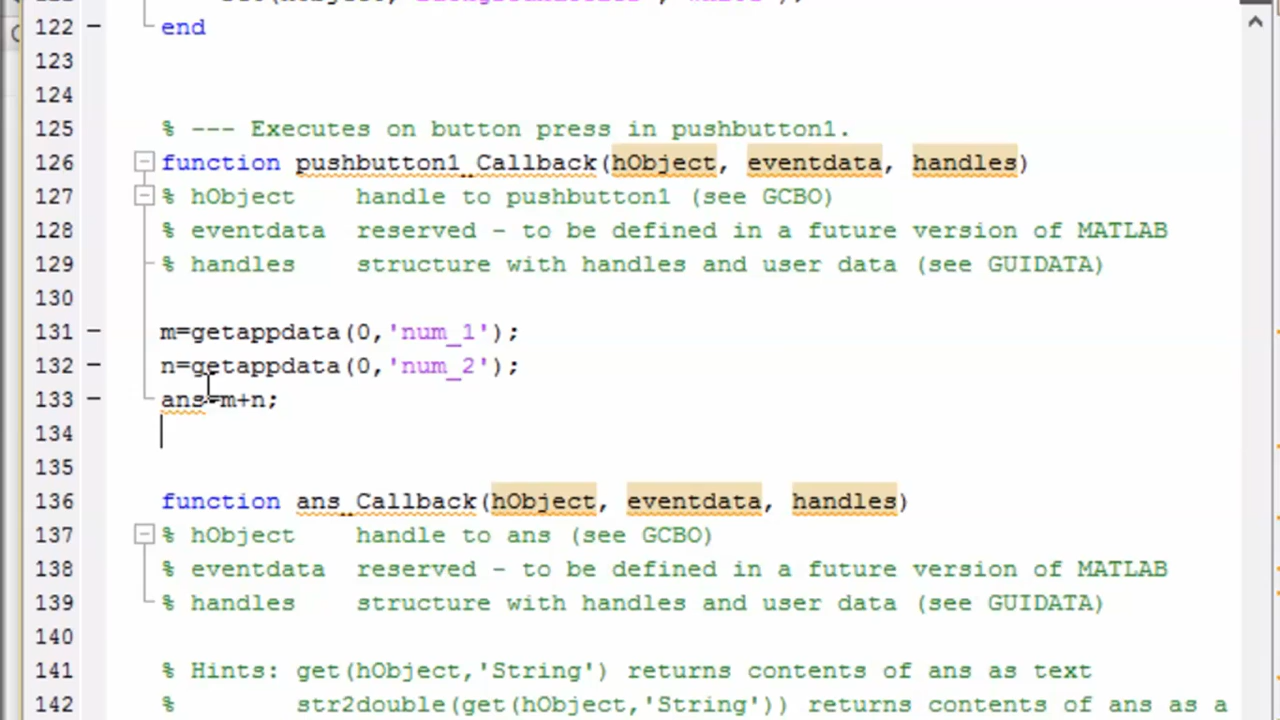 122 end
123
124
125 % --- Executes on button press in pushbutton1.
126 function pushbutton1_Callback(hObject, eventdata, handles)
127 % hObject    handle to pushbutton1 (see GCBO)
128 % eventdata  reserved - to be defined in a future version of MATLAB
129 % handles    structure with handles and user data (see GUIDATA)
130
131 m=getappdata(0,'num_1');
132 n=getappdata(0,'num_2');
133 ans=m+n;
134
135
136 function ans_Callback(hObject, eventdata, handles)
137 % hObject    handle to ans (see GCBO)
138 % eventdata  reserved - to be defined in a future version of MATLAB
139 % handles    structure with handles and user data (see GUIDATA)
140
141 % Hints: get(hObject,'String') returns contents of ans as text
142 %        str2double(get(hObject,'String')) returns contents of ans as a